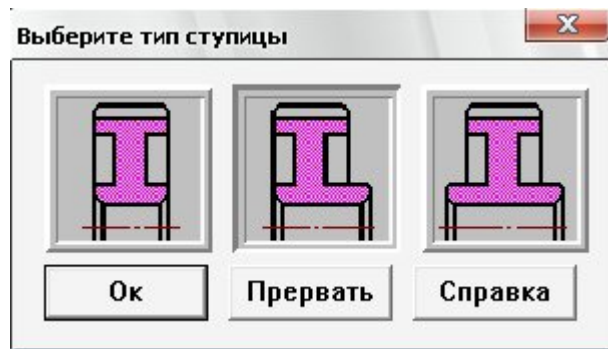 Выберите тип ступицы
Ок
Прервать
Справка